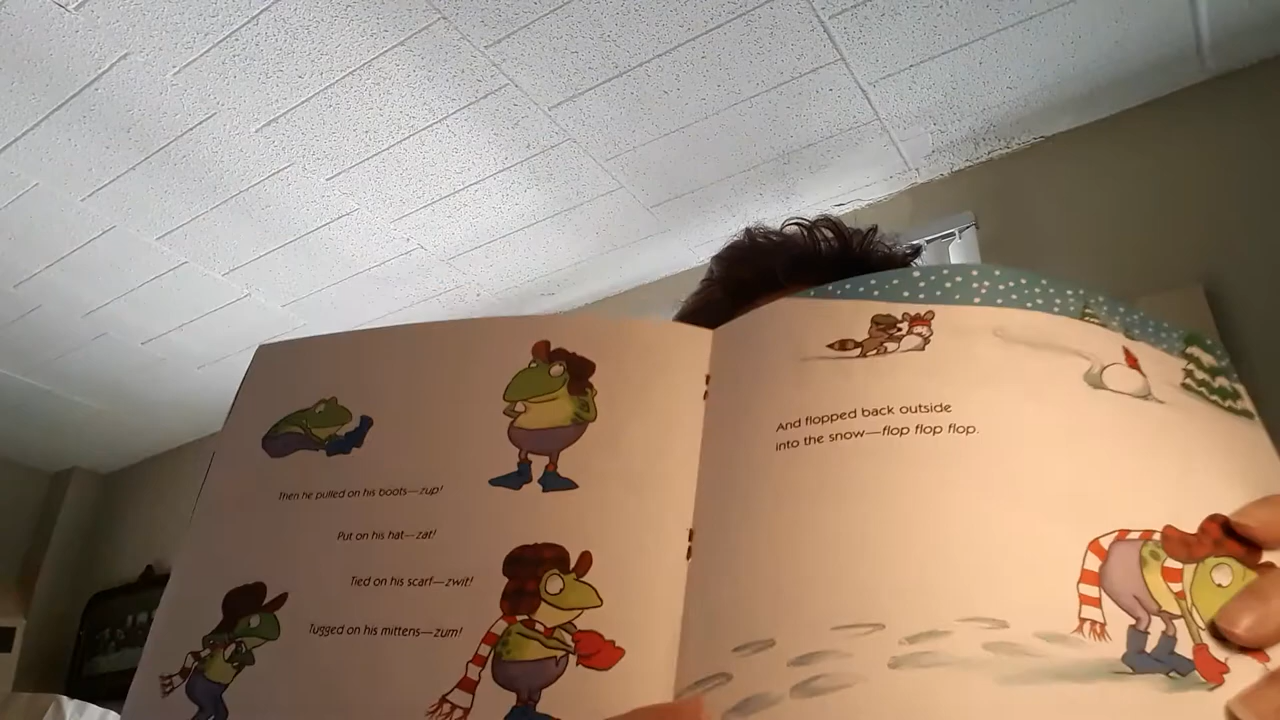 Then he pulled on his boots—zup!
Put on his hat—zat!
Tied on his scarf—zwit!
Tugged on his mittens—zum!
And flopped back outside
into the snow—flop flop flop.